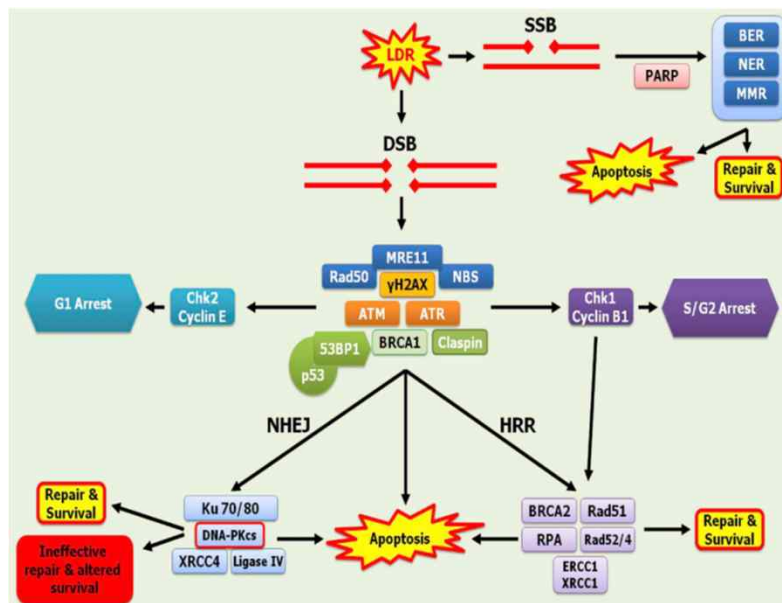 SSB
LDR
PARP
BER
NER
MMR
DSB
Apoptosis
Repair &
Survival
MRE11
Rad50
NBS
γH2AX
G1 Arrest
Chk2
Cyclin E
ATM
ATR
Chk1
Cyclin B1
S/G2 Arrest
53BP1
BRCA1
Claspin
p53
NHEJ
HRR
Repair &
Survival
Ku 70/80
DNA-PKcs
XRCC4
Ligase IV
Ineffective
repair & altered
survival
Apoptosis
BRCA2
Rad51
RPA
Rad52/4
ERCC1
XRCC1
Repair &
Survival